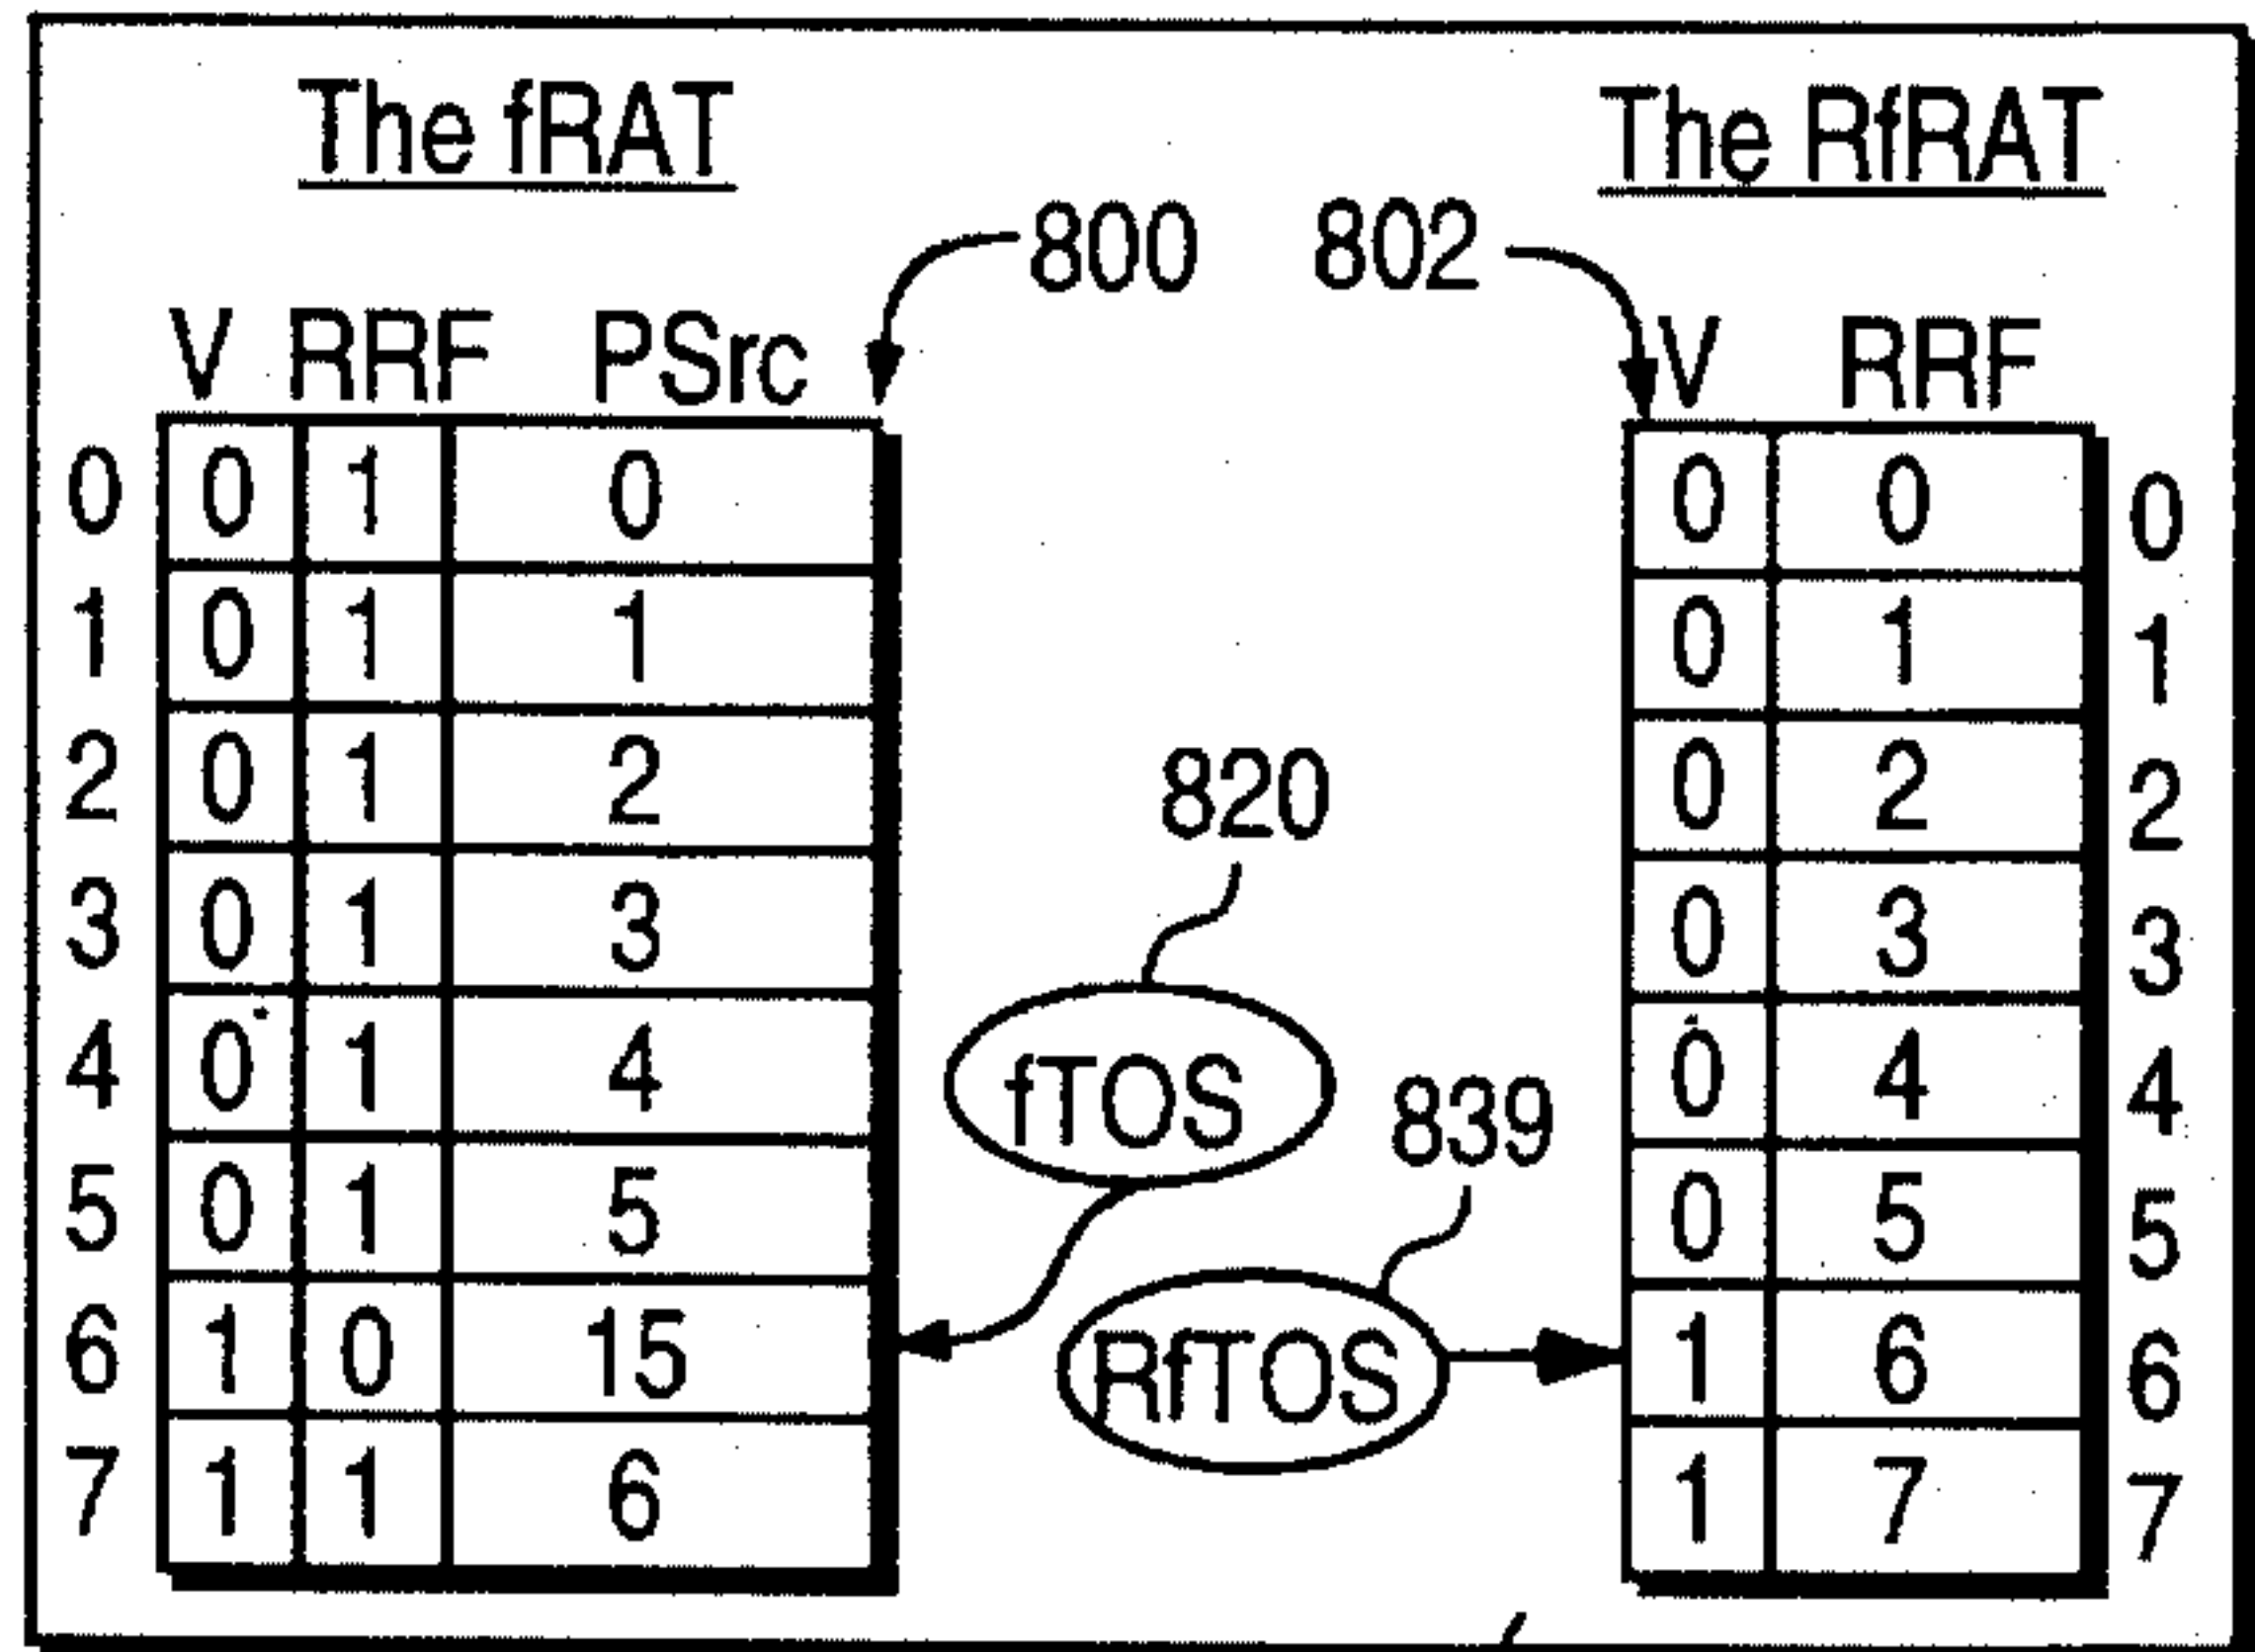 The fRAT The RfRAT
800 802
V RRF PSrc V RRF
0 0 1 0 0 0 0
1 0 1 1 0 1 1
2 0 1 2 0 2 2
820
3 0 1 3 0 3 3
4 0 1 4 fTOS 839 0 4 4
5 0 1 5 0 5 5
6 1 0 15 RfTOS 1 6 6
7 1 1 6 1 7 7